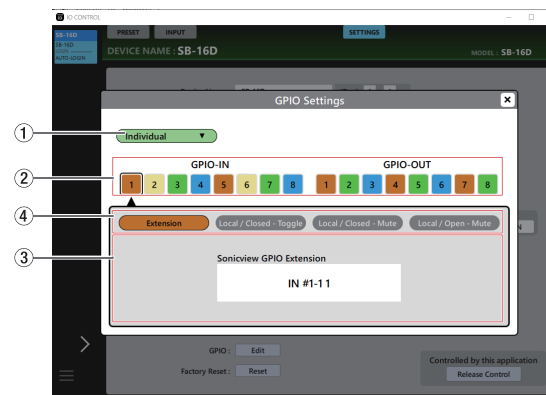 IO CONTROL
SB-16D
SB-16D
AUTO-LOGIN
PRESET INPUT SETTINGS
DEVICE NAME : SB-16D MODEL : SB-16D
GPIO Settings
① Individual ▼
GPIO-IN GPIO-OUT
② 1 2 3 4 5 6 7 8 1 2 3 4 5 6 7 8
④ Extension Local / Closed - Toggle Local / Closed - Mute Local / Open - Mute
③ Sonicview GPIO Extension
IN #1-1 1
GPIO : Edit
Factory Reset : Reset
Controlled by this application
Release Control